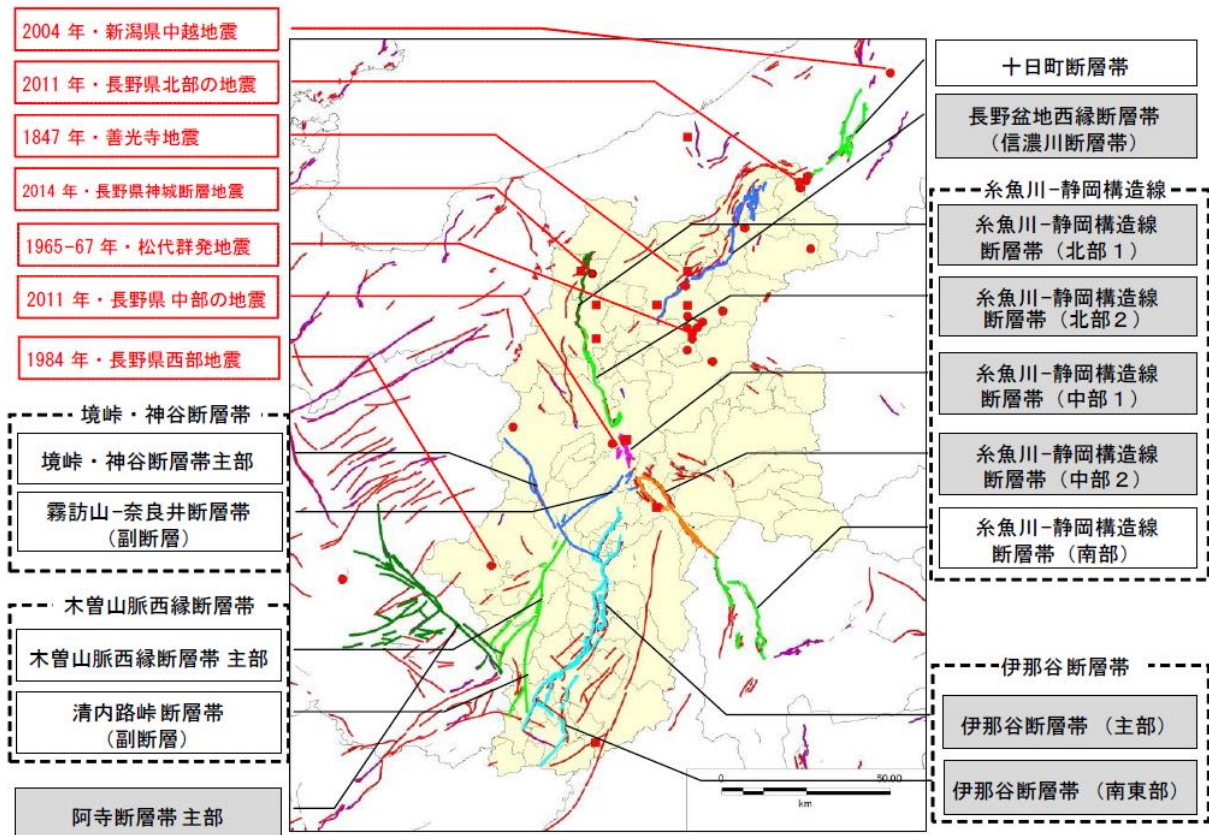 2004 年・新潟県中越地震
2011 年・長野県北部の地震
1847 年・善光寺地震
2014 年・長野県神城断層地震
1965-67 年・松代群発地震
2011 年・長野県 中部の地震
1984 年・長野県西部地震
境峠・神谷断層帯
境峠・神谷断層帯主部
霧訪山-奈良井断層帯
(副断層)
木曽山脈西縁断層帯
木曽山脈西縁断層帯 主部
清内路峠断層帯
(副断層)
阿寺断層帯 主部
十日町断層帯
長野盆地西縁断層帯
(信濃川断層帯)
糸魚川-静岡構造線
糸魚川-静岡構造線
断層帯(北部1)
糸魚川-静岡構造線
断層帯(北部2)
糸魚川-静岡構造線
断層帯(中部1)
糸魚川-静岡構造線
断層帯(中部2)
糸魚川-静岡構造線
断層帯(南部)
伊那谷断層帯
伊那谷断層帯 (主部)
伊那谷断層帯 (南東部)
0 50.00
km